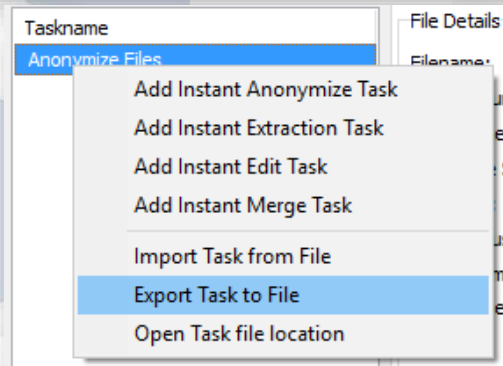 Taskname
File Details
Anonymize Files
Filename:
Add Instant Anonymize Task
Add Instant Extraction Task
Add Instant Edit Task
Add Instant Merge Task
Import Task from File
Export Task to File
Open Task file location